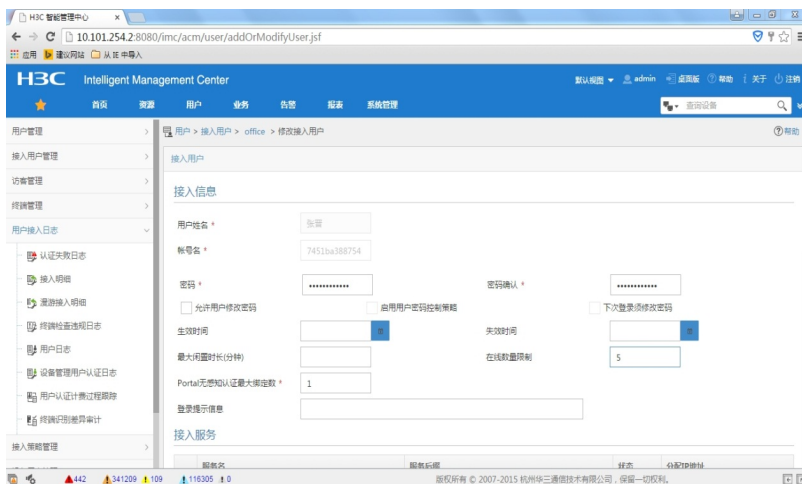 H3C 智能管理中心
10.101.254.2:8080/imc/acm/user/addOrModifyUser.jsf
应用 建议网站 从 IE 中导入
H3C Intelligent Management Center 默认视图 admin 桌面版 帮助 关于 注销
首页 资源 用户 业务 告警 报表 系统管理 查询设备
用户管理
接入用户管理
访客管理
终端管理
用户接入日志
认证失败日志
接入明细
漫游接入明细
终端检查违规日志
用户日志
设备管理用户认证日志
用户认证计费过程跟踪
终端识别差异审计
接入策略管理
用户 > 接入用户 > office > 修改接入用户 帮助
接入用户
接入信息
用户姓名 *
帐号名 * 7451ba388754
密码 * •••••••••••• 密码确认 * ••••••••••••
允许用户修改密码 启用用户密码控制策略 下次登录须修改密码
生效时间 失效时间
最大闲置时长(分钟) 在线数量限制 5
Portal无感知认证最大绑定数 * 1
登录提示信息
接入服务
服务名 服务后缀 状态 分配IP地址
442 341209 109 116305 0 版权所有 © 2007-2015 杭州华三通信技术有限公司，保留一切权利。